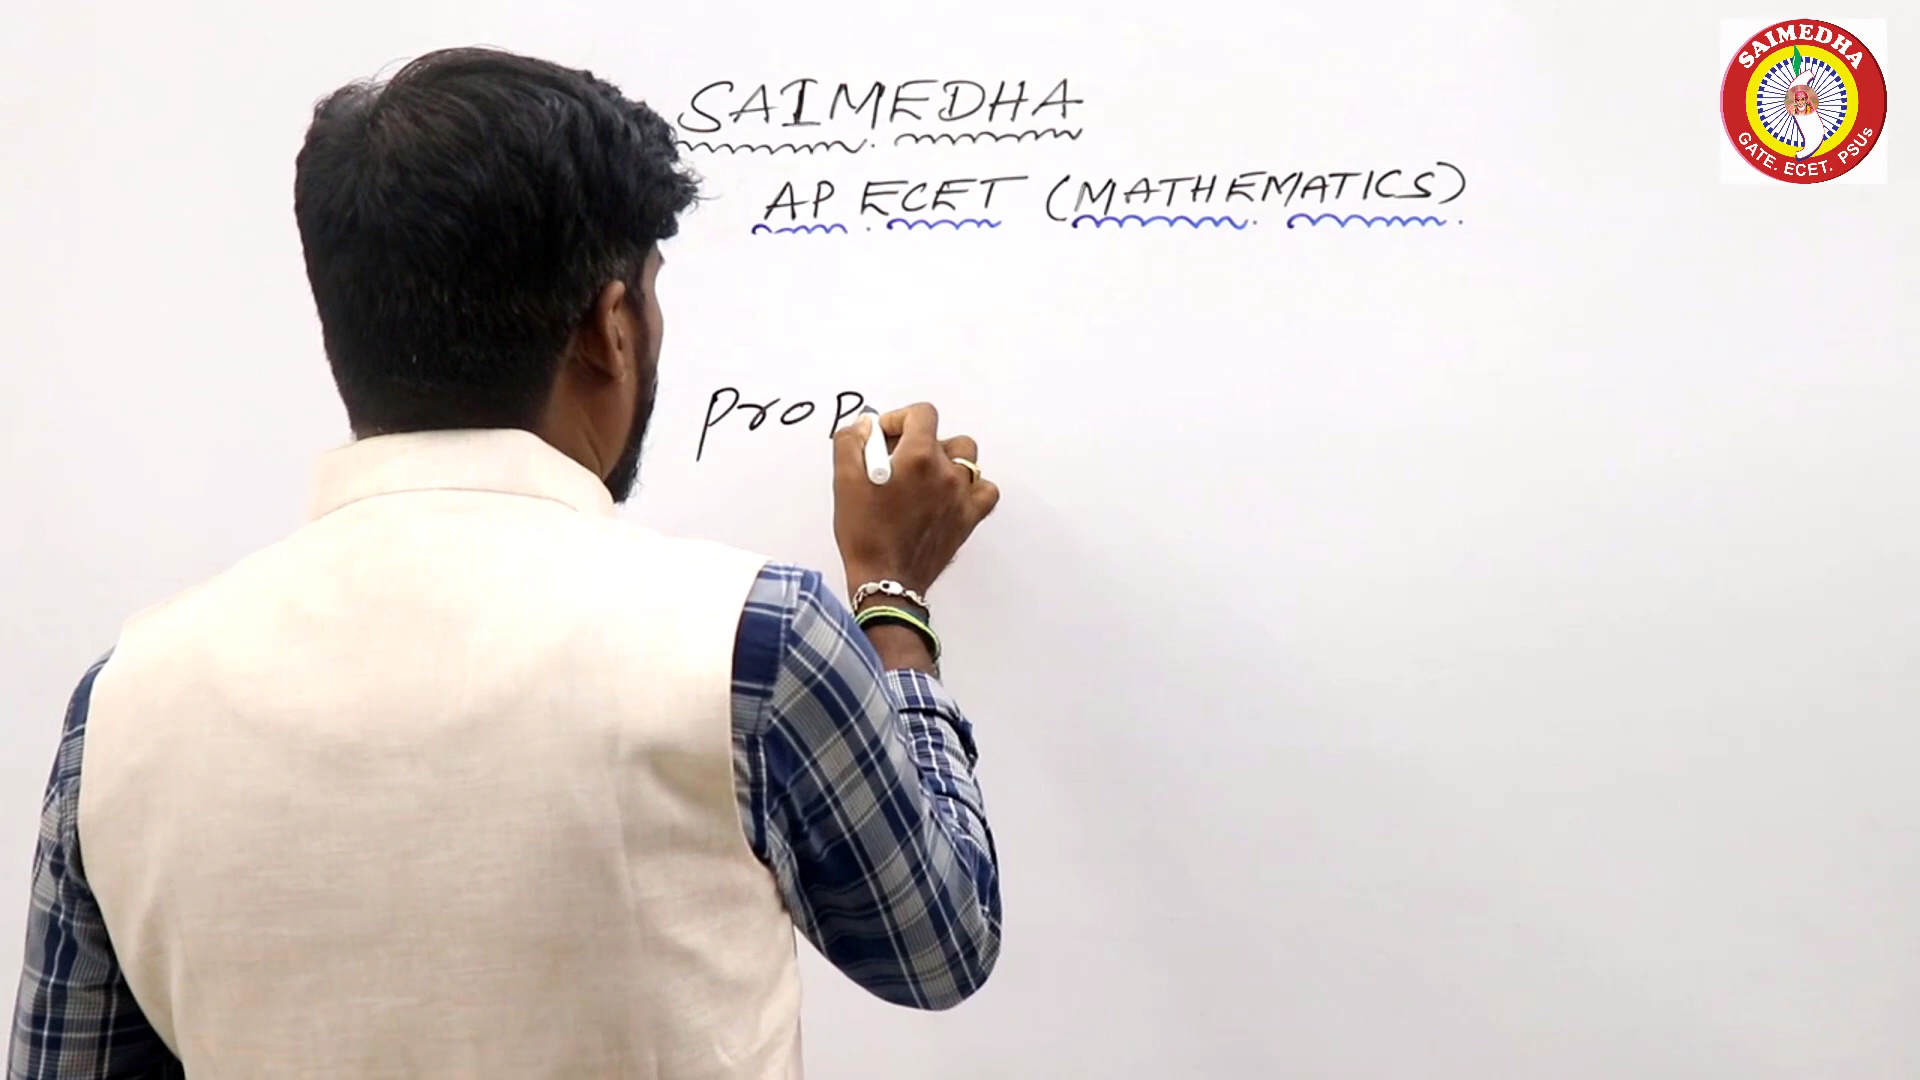 SAIMEDHA
AP ECET (MATHEMATICS)
Prop
SAIMEDHA
GATE. ECET. PSUs